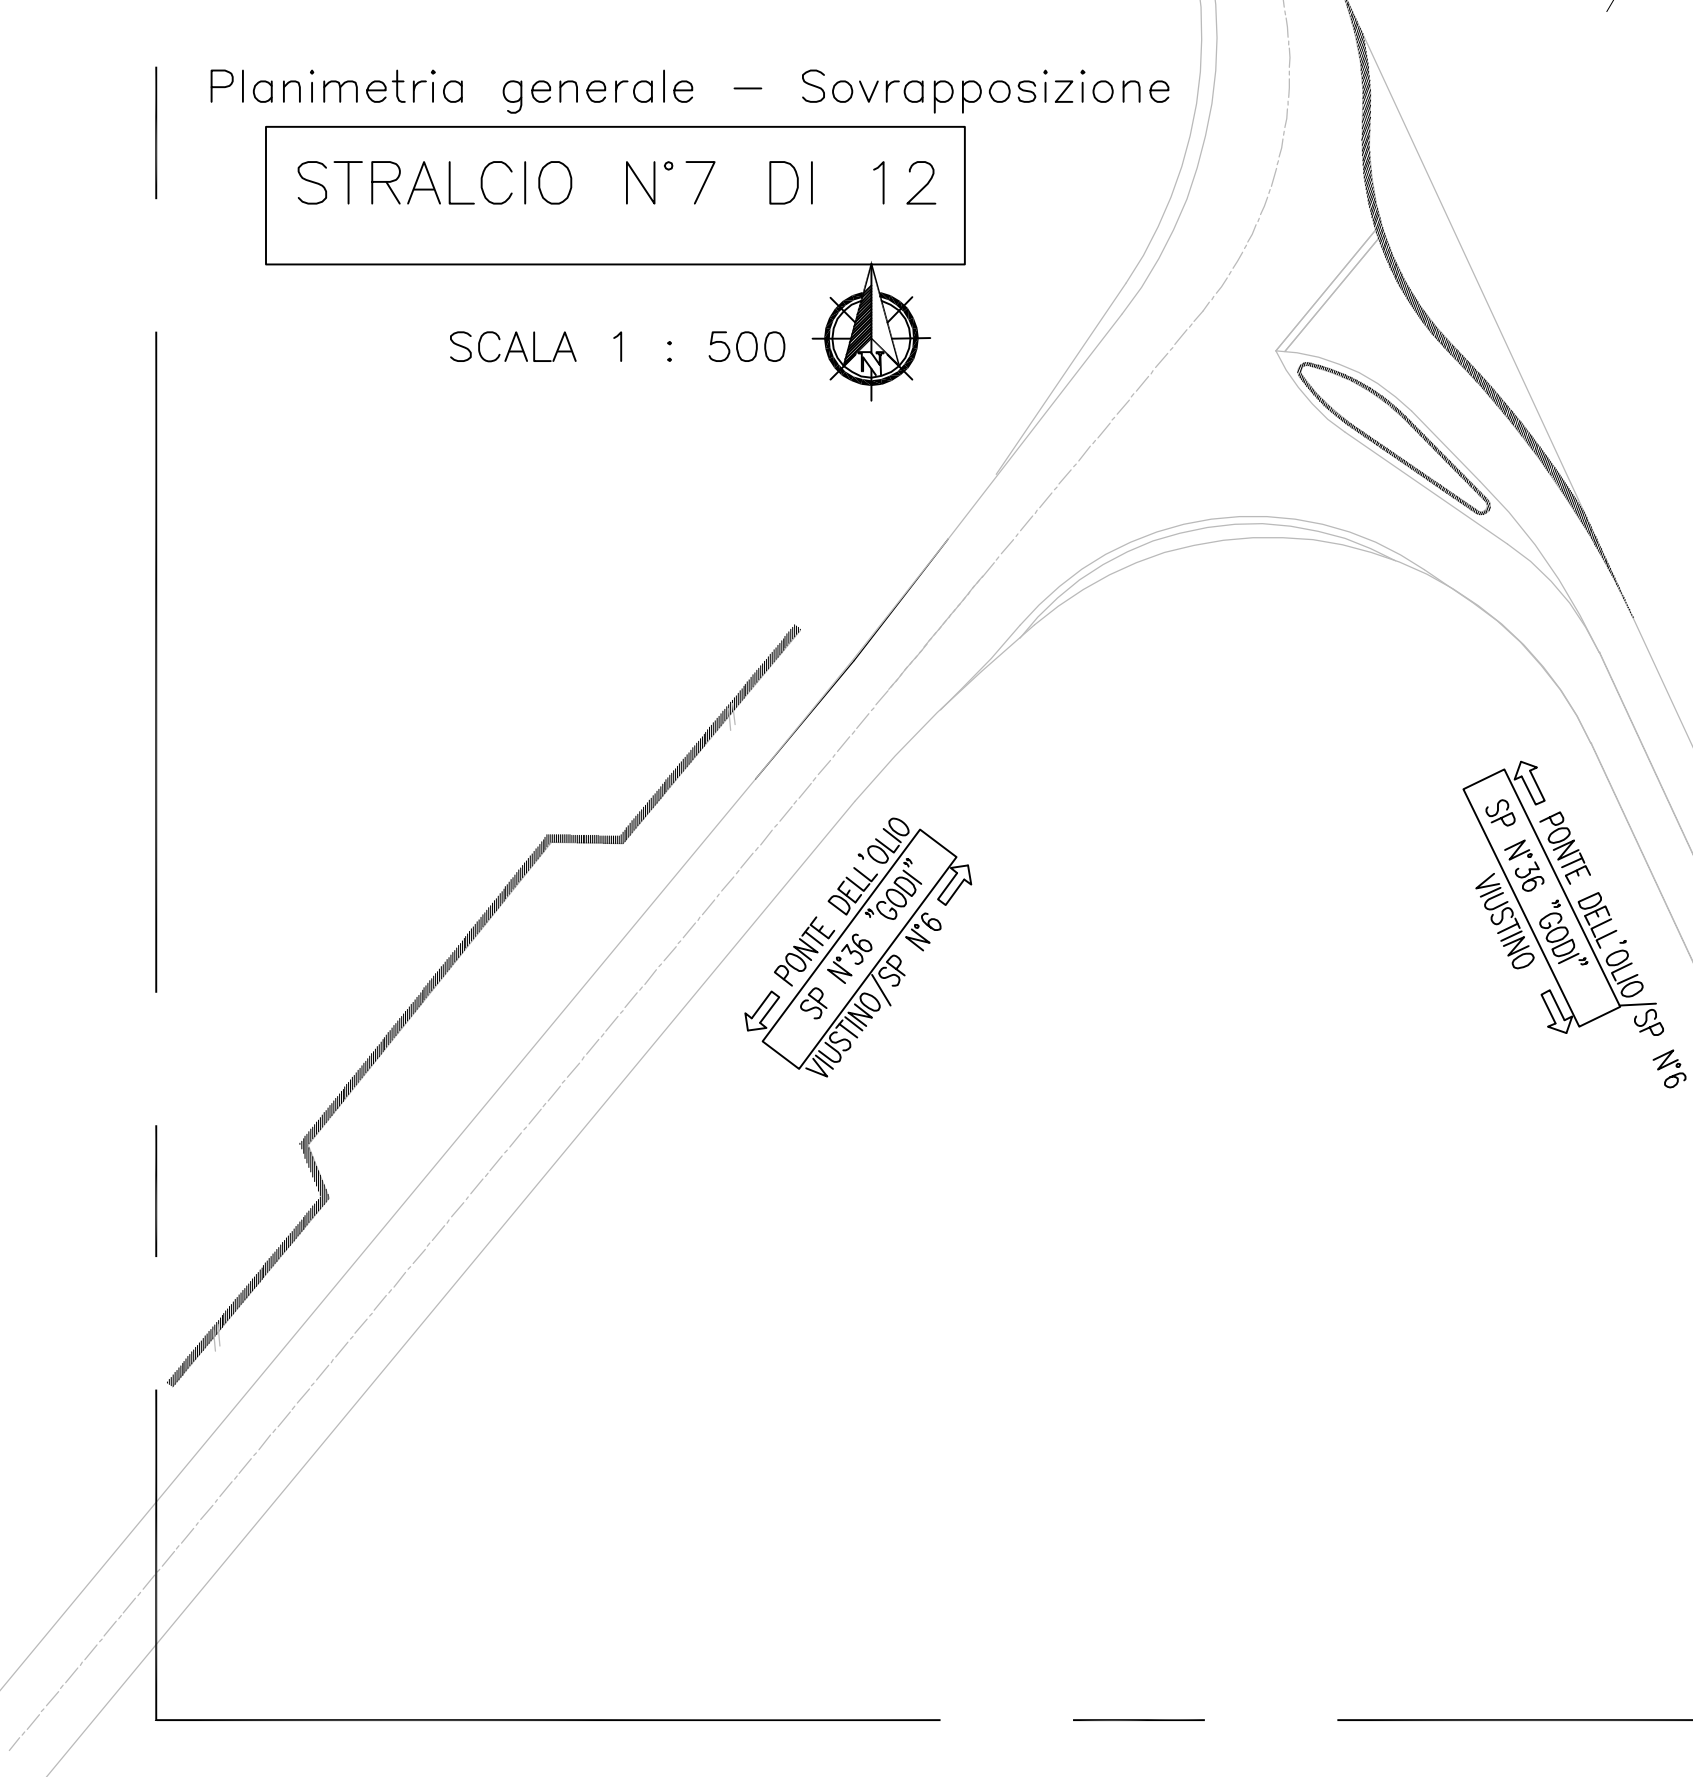 Planimetria generale – Sovrapposizione
STRALCIO N°7 DI 12
SCALA 1 : 500
N
PONTE DELL'OLIO
SP N°36 "GODI"
VIUSTINO/SP N°6
PONTE DELL'OLIO/SP N°6
SP N°36 "GODI"
VIUSTINO